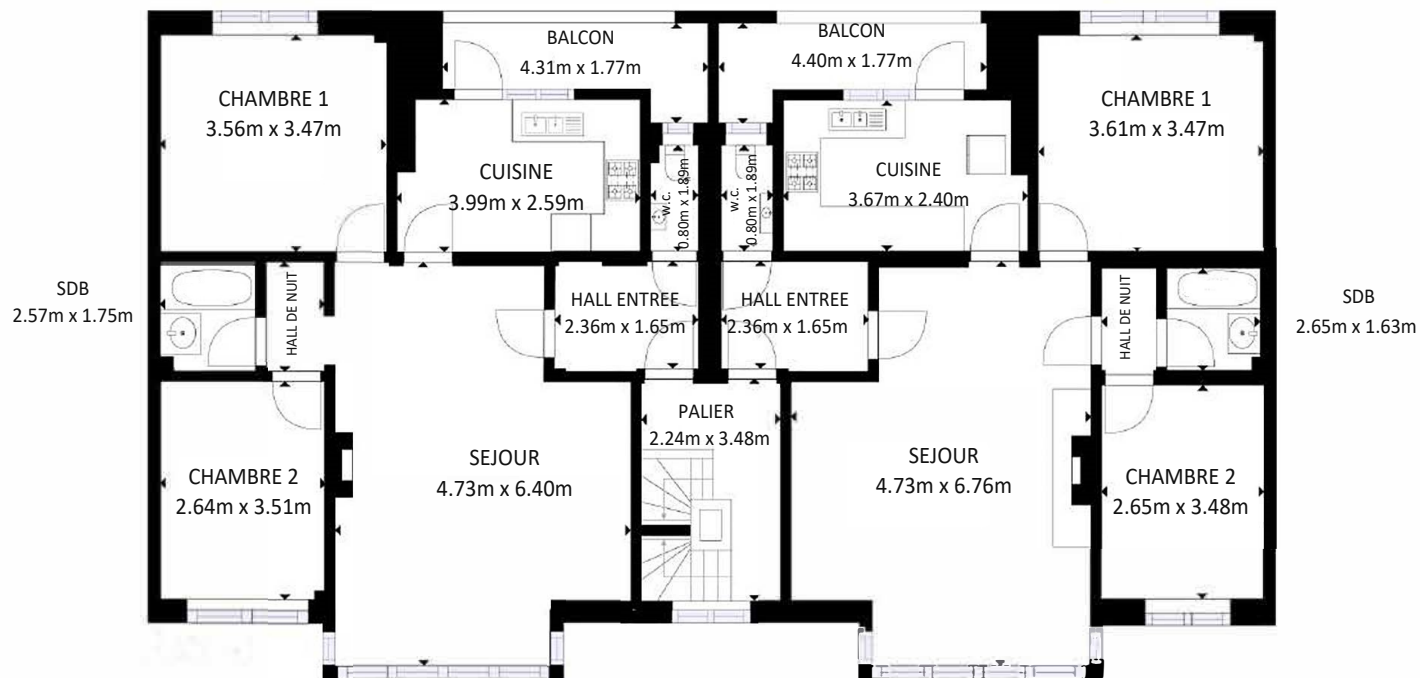 BALCON
4.31m x 1.77m
BALCON
4.40m x 1.77m
CHAMBRE 1
3.56m x 3.47m
CHAMBRE 1
3.61m x 3.47m
CUISINE
3.99m x 2.59m
w.c.
0.80m x 1.89m
w.c.
0.80m x 1.89m
CUISINE
3.67m x 2.40m
SDB
2.57m x 1.75m
HALL DE NUIT
HALL ENTREE
2.36m x 1.65m
HALL ENTREE
2.36m x 1.65m
HALL DE NUIT
SDB
2.65m x 1.63m
PALIER
2.24m x 3.48m
CHAMBRE 2
2.64m x 3.51m
SEJOUR
4.73m x 6.40m
SEJOUR
4.73m x 6.76m
CHAMBRE 2
2.65m x 3.48m